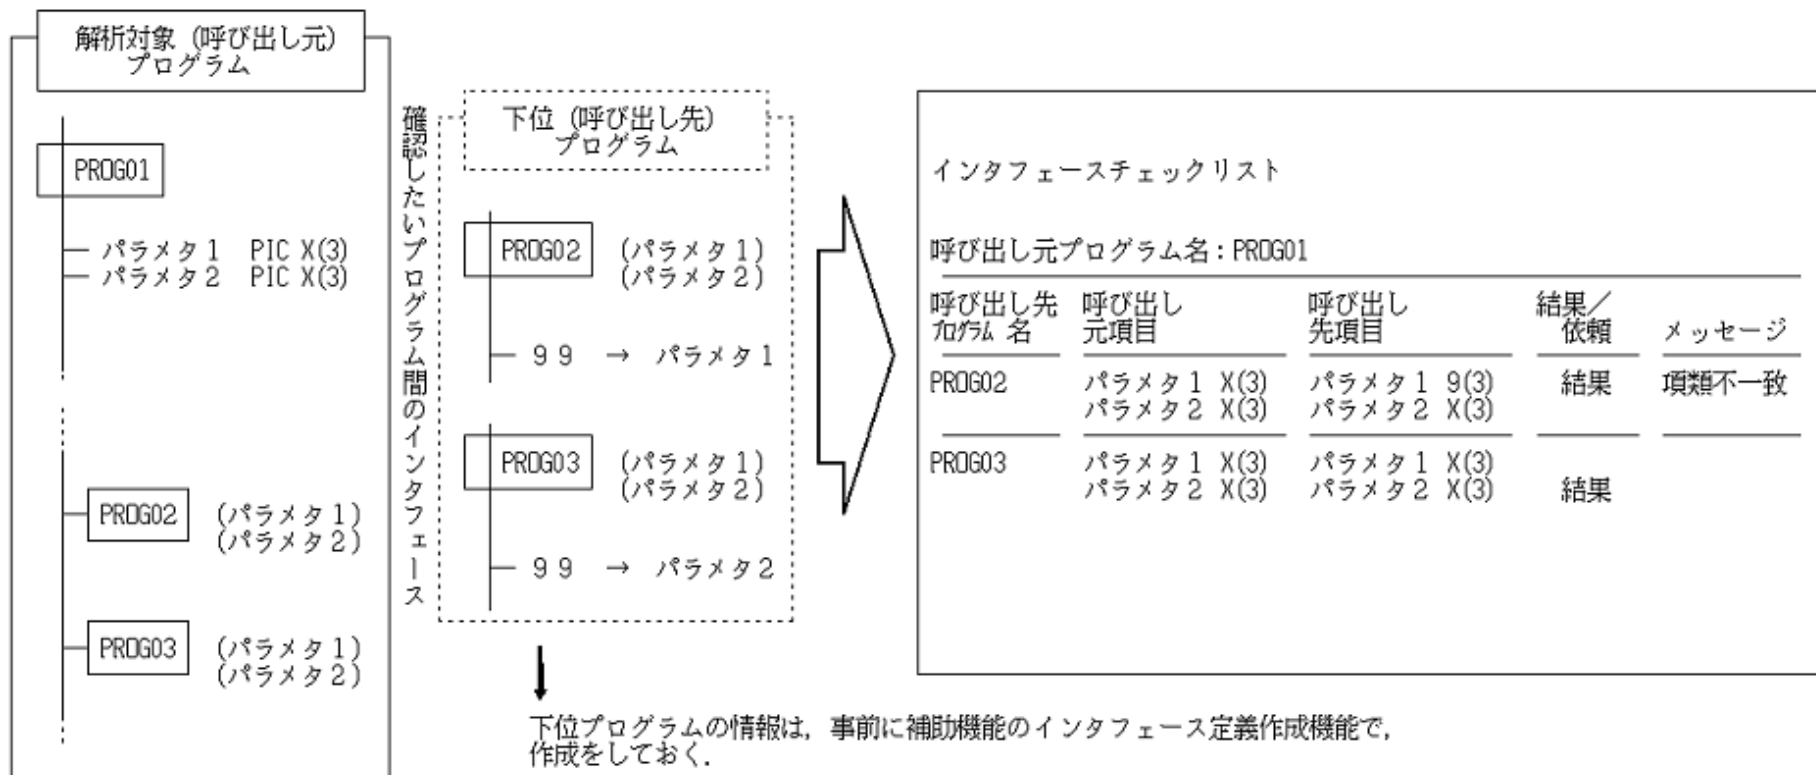 解析対象（呼び出し元）
プログラム
PROG01
パラメタ１ PIC X(3)
パラメタ２ PIC X(3)
PROG02 （パラメタ１）
（パラメタ２）
PROG03 （パラメタ１）
（パラメタ２）
確認したいプログラム間のインタフェース
下位（呼び出し先）
プログラム
PROG02 （パラメタ１）
（パラメタ２）
９９ → パラメタ１
PROG03 （パラメタ１）
（パラメタ２）
９９ → パラメタ２
下位プログラムの情報は，事前に補助機能のインタフェース定義作成機能で，
作成をしておく．
インタフェースチェックリスト
呼び出し元プログラム名：PROG01
呼び出し先 呼び出し 呼び出し 結果／
ﾌﾟﾛｸﾞﾗﾑ 名 元項目 先項目 依頼 メッセージ
PROG02 パラメタ１ X(3) パラメタ１ 9(3) 結果 項類不一致
パラメタ２ X(3) パラメタ２ X(3)
PROG03 パラメタ１ X(3) パラメタ１ X(3)
パラメタ２ X(3) パラメタ２ X(3) 結果